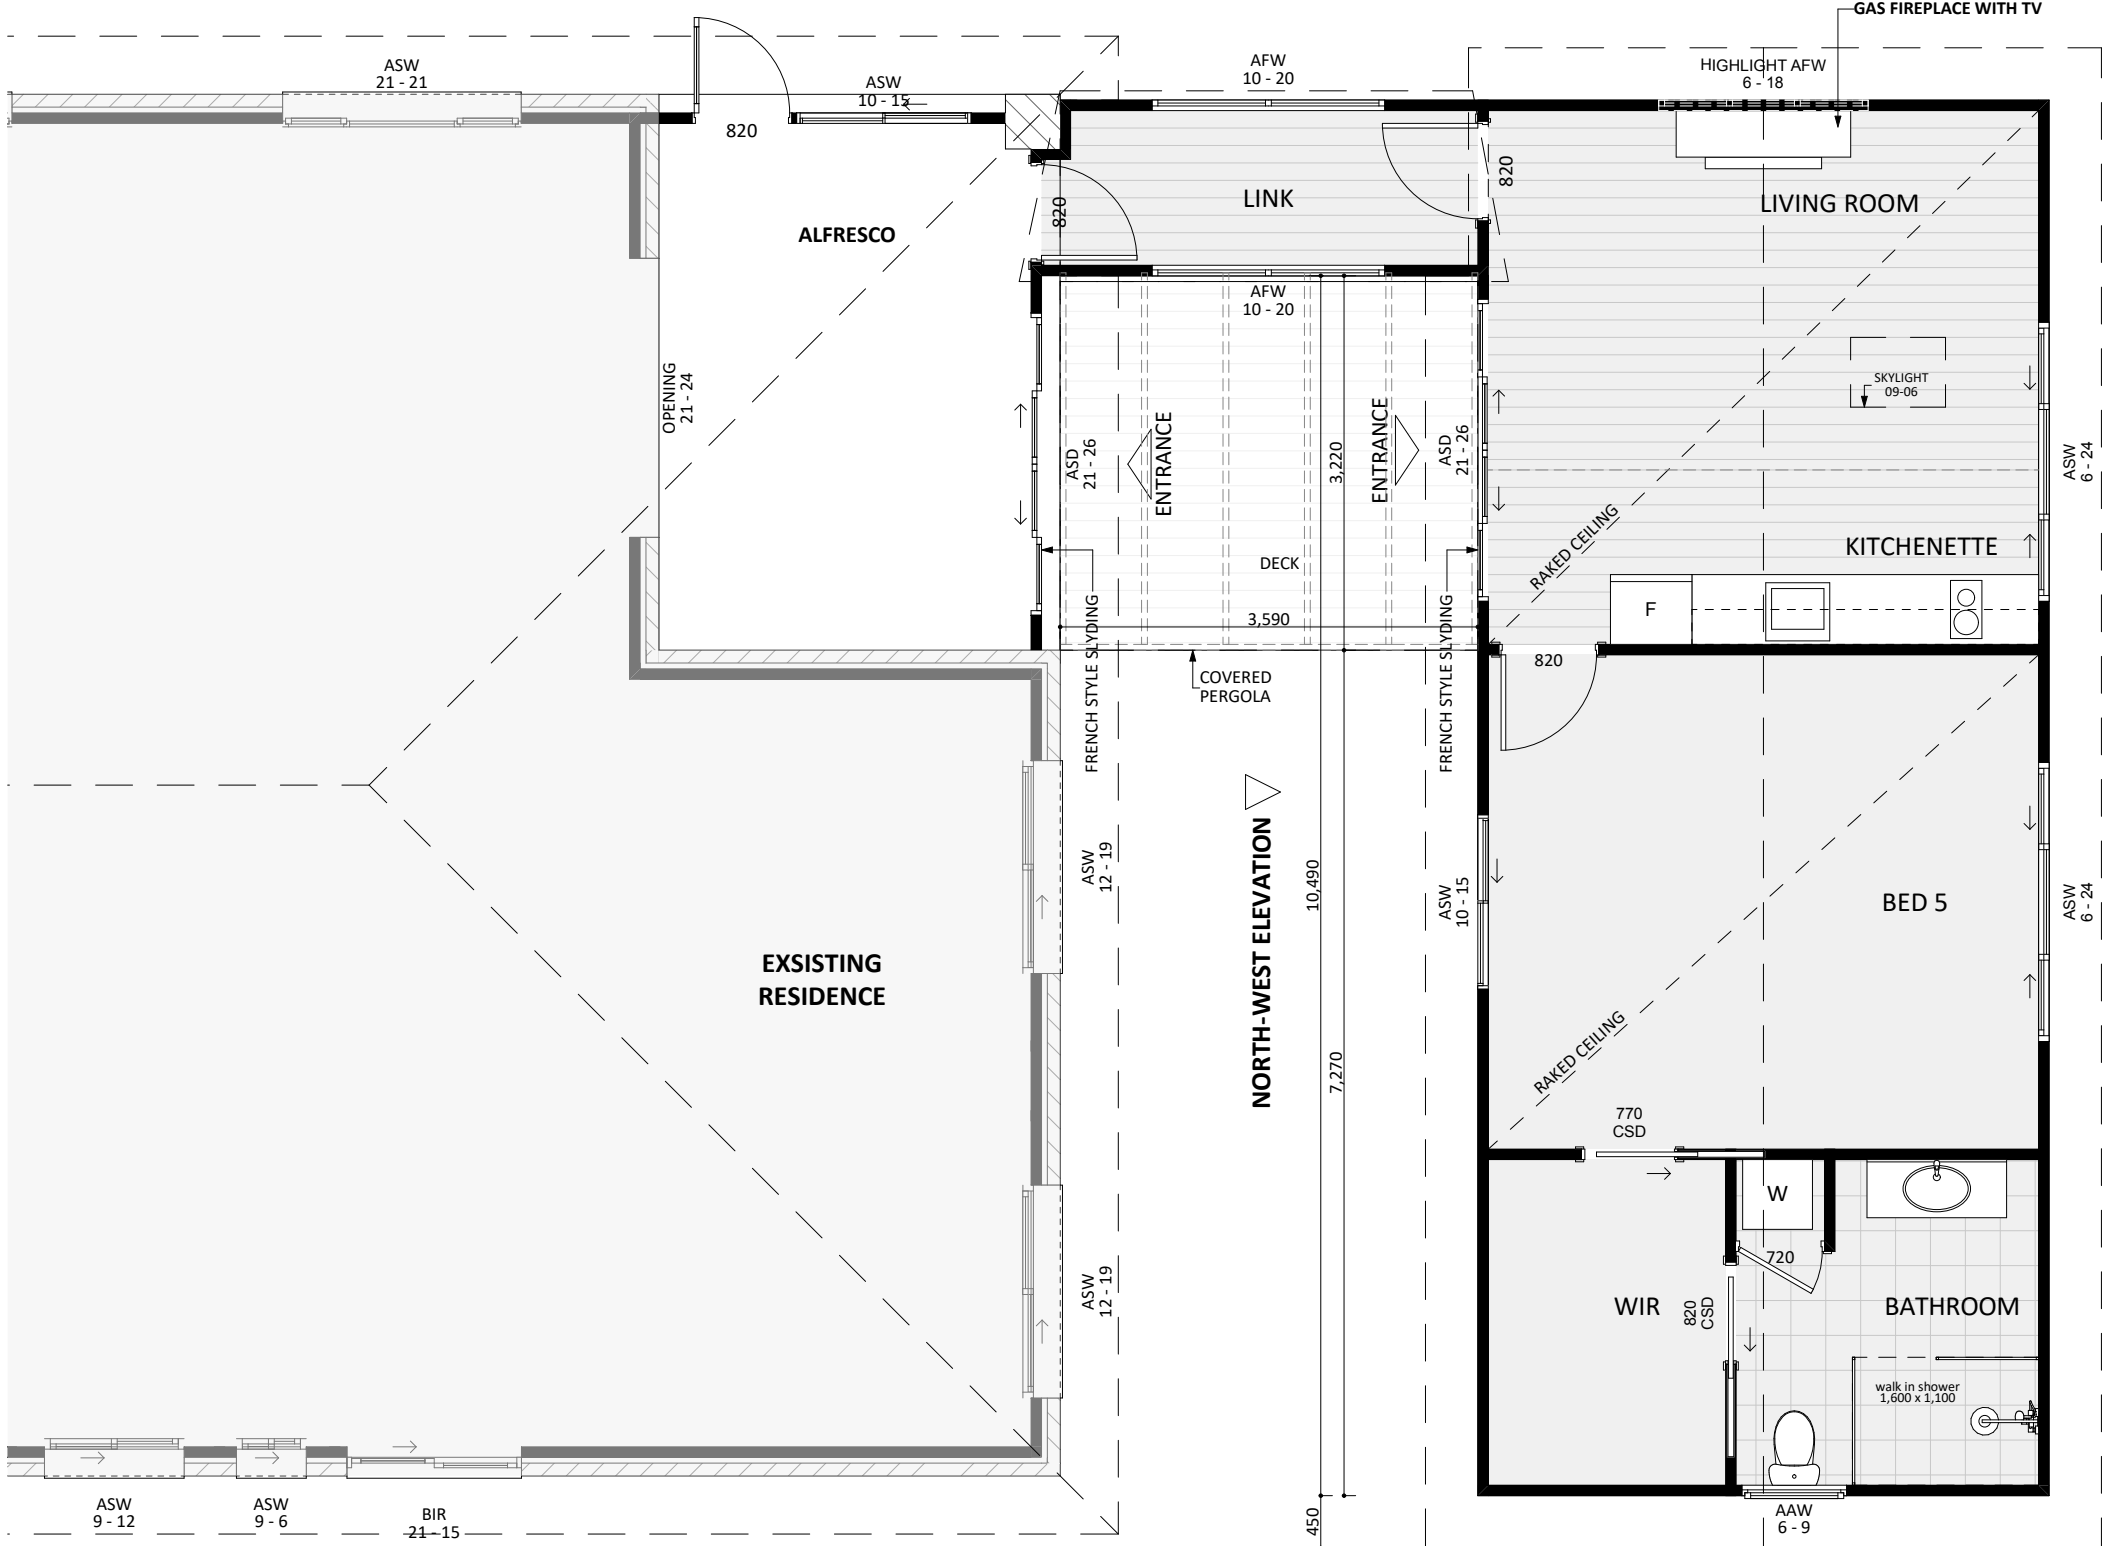 GAS FIREPLACE WITH TV
ASW
21 - 21
ASW
10 - 15
820
AFW
10 - 20
HIGHLIGHT AFW
6 - 18
820
820
LINK
LIVING ROOM
ALFRESCO
AFW
10 - 20
OPENING
21 - 24
SKYLIGHT
09-06
ASD
21 - 26
ENTRANCE
3,220
ENTRANCE
ASD
21 - 26
ASW
6 - 24
RAKED CEILING
KITCHENETTE
DECK
F
3,590
FRENCH STYLE SLYDING
FRENCH STYLE SLYDING
820
COVERED
PERGOLA
ASW
12 - 19
NORTH-WEST ELEVATION
10,490
ASW
10 - 15
BED 5
ASW
6 - 24
EXSISTING
RESIDENCE
7,270
RAKED CEILING
770
CSD
W
720
ASW
12 - 19
WIR
820
CSD
BATHROOM
walk in shower
1,600 x 1,100
ASW
9 - 12
ASW
9 - 6
BIR
21 - 15
450
AAW
6 - 9